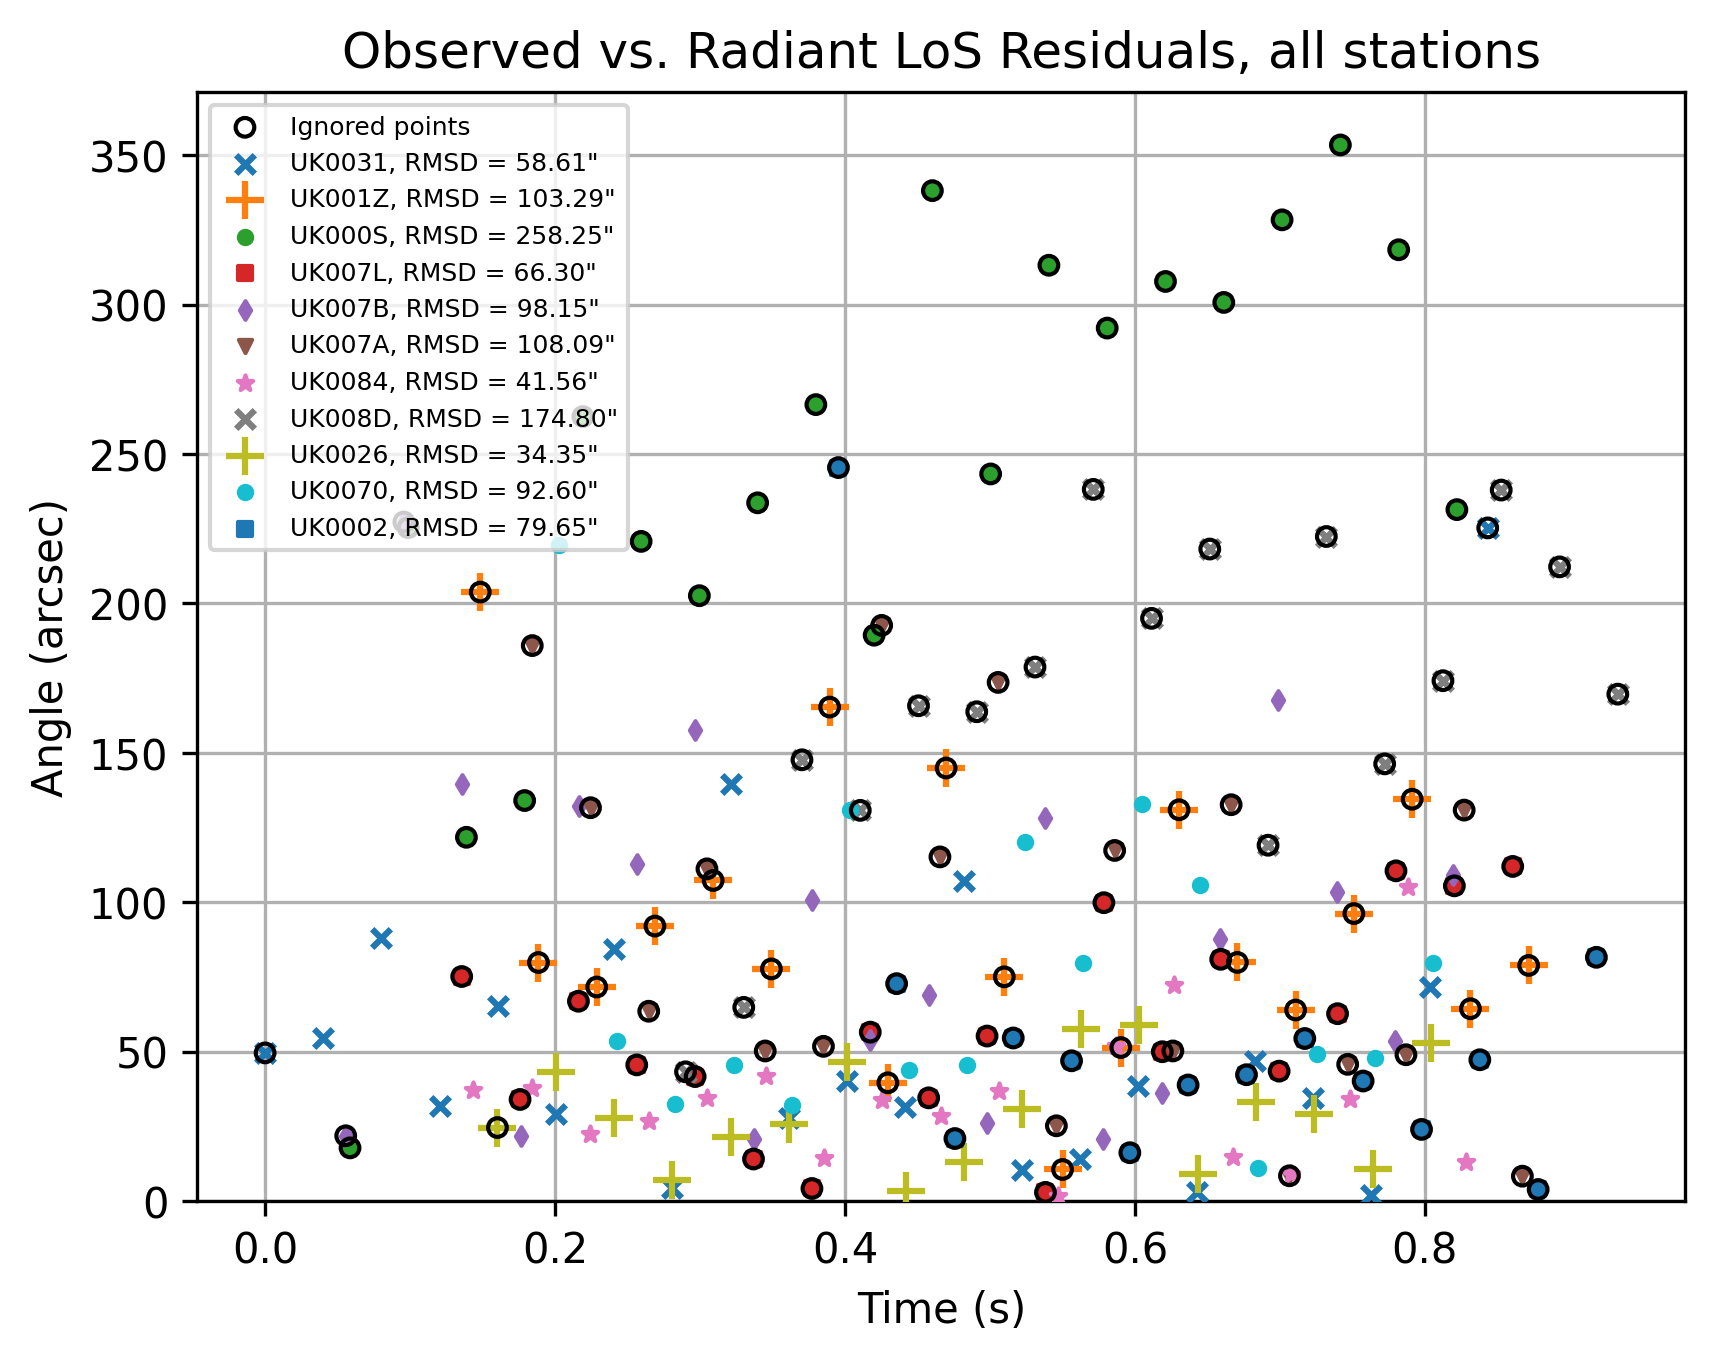 Observed vs. Radiant LoS Residuals, all stations
Ignored points
UK0031, RMSD = 58.61"
UK001Z, RMSD = 103.29"
UK000S, RMSD = 258.25"
UK007L, RMSD = 66.30"
UK007B, RMSD = 98.15"
UK007A, RMSD = 108.09"
UK0084, RMSD = 41.56"
UK008D, RMSD = 174.80"
UK0026, RMSD = 34.35"
UK0070, RMSD = 92.60"
UK0002, RMSD = 79.65"
Angle (arcsec)
350
300
250
200
150
100
50
0
0.0 0.2 0.4 0.6 0.8
Time (s)